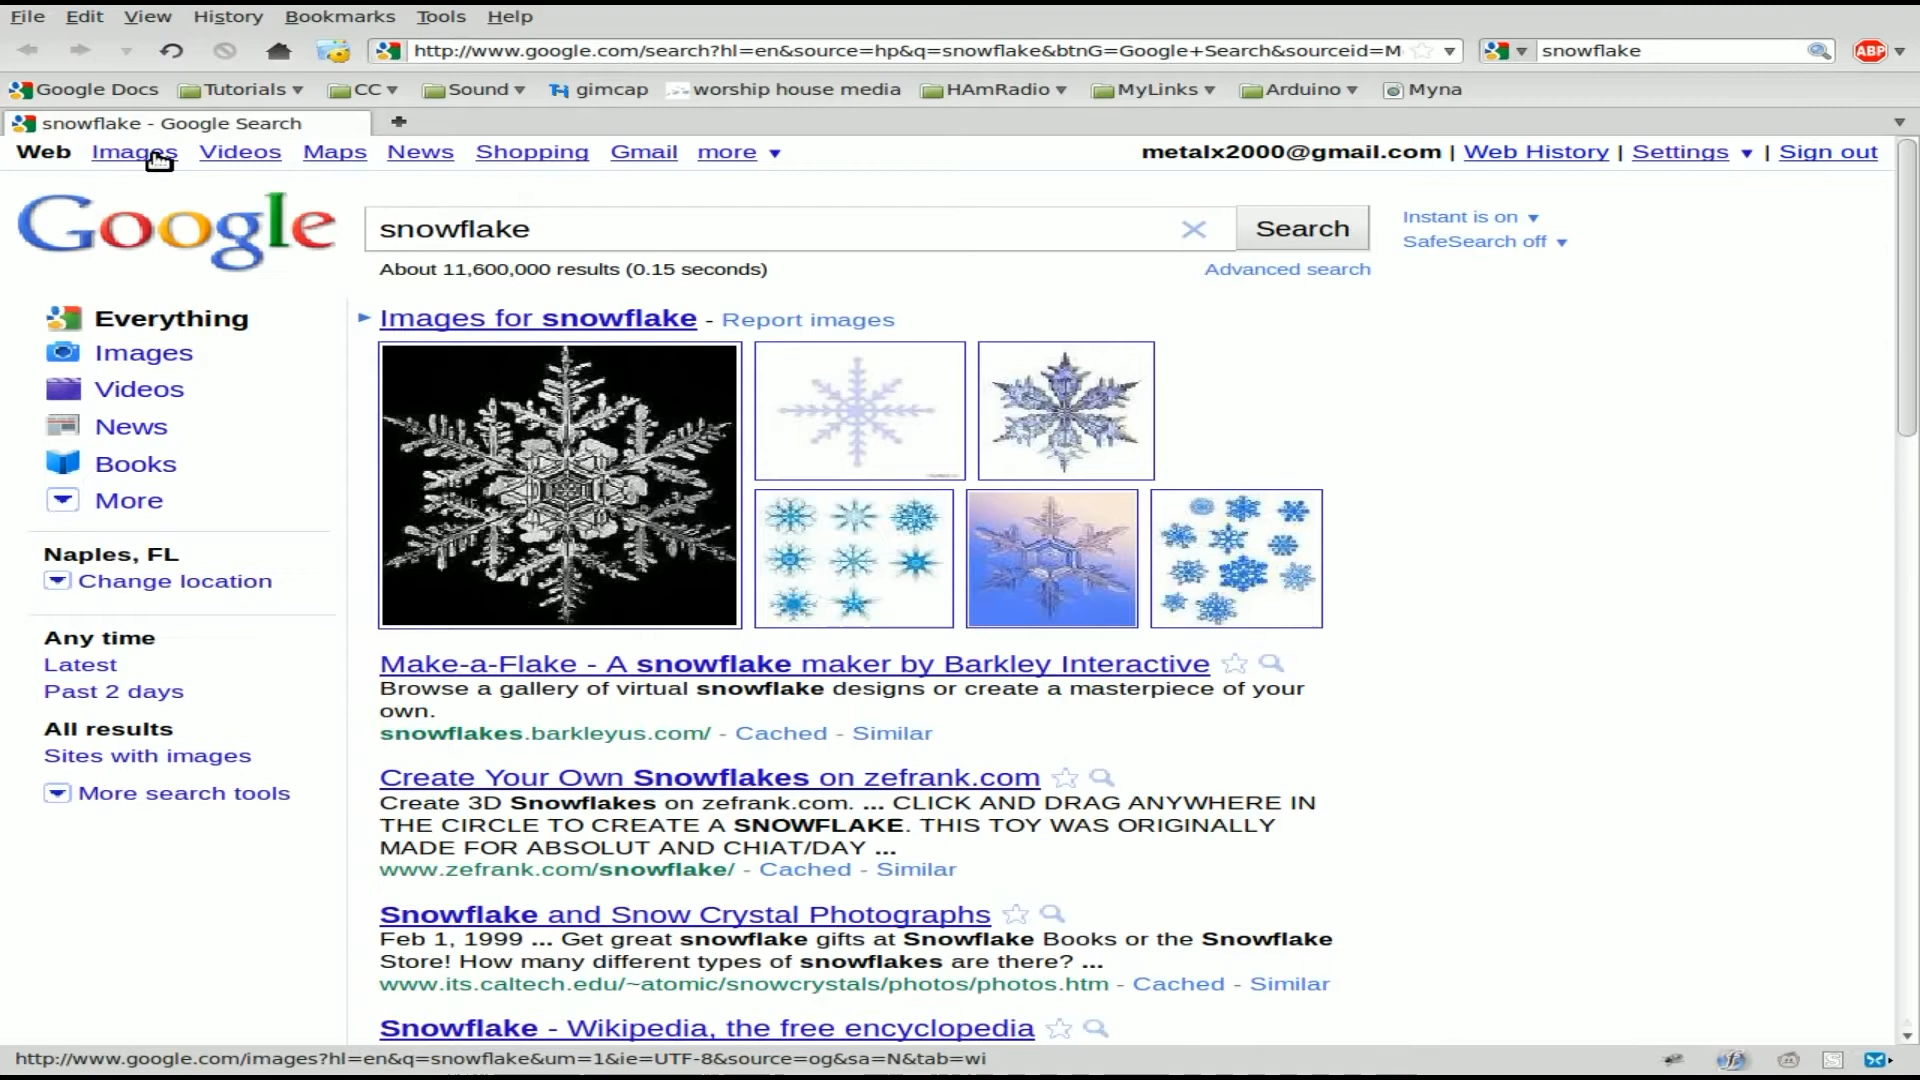 File Edit View History Bookmarks Tools Help
http://www.google.com/search?hl=en&source=hp&q=snowflake&btnG=Google+Search&sourceid=M
snowflake
ABP
Google Docs Tutorials CC Sound gimcap worship house media HAmRadio MyLinks Arduino Myna
snowflake - Google Search
Web Images Videos Maps News Shopping Gmail more
metalx2000@gmail.com | Web History | Settings | Sign out
Google
snowflake
Search
Instant is on
SafeSearch off
About 11,600,000 results (0.15 seconds)
Advanced search
Everything
Images
Videos
News
Books
More
Naples, FL
Change location
Any time
Latest
Past 2 days
All results
Sites with images
More search tools
Images for snowflake - Report images
Make-a-Flake - A snowflake maker by Barkley Interactive
Browse a gallery of virtual snowflake designs or create a masterpiece of your
own.
snowflakes.barkleyus.com/ - Cached - Similar
Create Your Own Snowflakes on zefrank.com
Create 3D Snowflakes on zefrank.com. ... CLICK AND DRAG ANYWHERE IN
THE CIRCLE TO CREATE A SNOWFLAKE. THIS TOY WAS ORIGINALLY
MADE FOR ABSOLUT AND CHIAT/DAY ...
www.zefrank.com/snowflake/ - Cached - Similar
Snowflake and Snow Crystal Photographs
Feb 1, 1999 ... Get great snowflake gifts at Snowflake Books or the Snowflake
Store! How many different types of snowflakes are there? ...
www.its.caltech.edu/~atomic/snowcrystals/photos/photos.htm - Cached - Similar
Snowflake - Wikipedia, the free encyclopedia
http://www.google.com/images?hl=en&q=snowflake&um=1&ie=UTF-8&source=og&sa=N&tab=wi